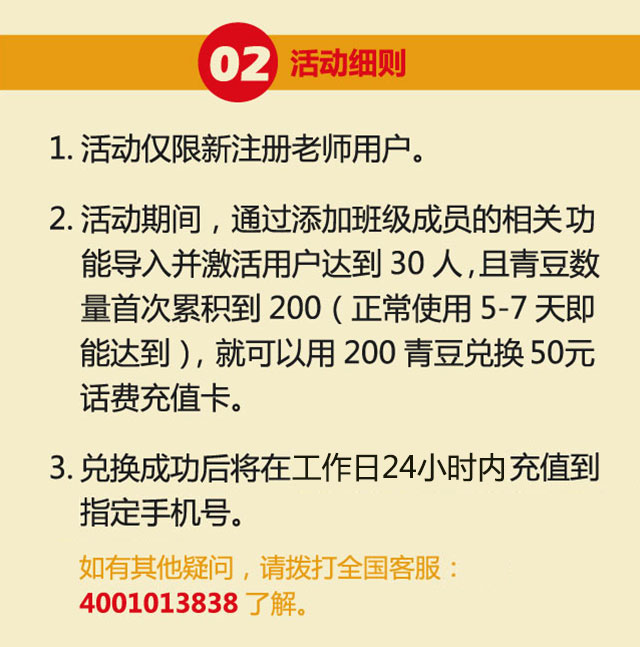 02 活动细则
1. 活动仅限新注册老师用户。
2. 活动期间，通过添加班级成员的相关功
能导入并激活用户达到 30 人，且青豆数
量首次累积到 200（正常使用 5-7 天即
能达到），就可以用 200 青豆兑换 50元
话费充值卡。
3. 兑换成功后将在工作日24小时内充值到
指定手机号。
如有其他疑问，请拨打全国客服：
4001013838 了解。